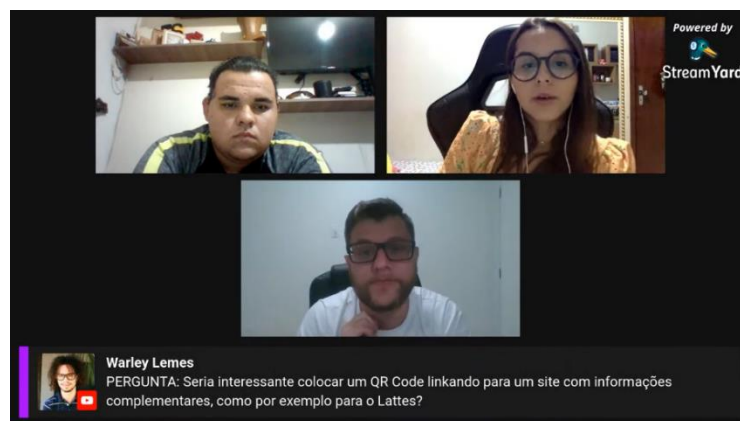 Powered by
StreamYard
Warley Lemes
PERGUNTA: Seria interessante colocar um QR Code linkando para um site com informações
complementares, como por exemplo para o Lattes?